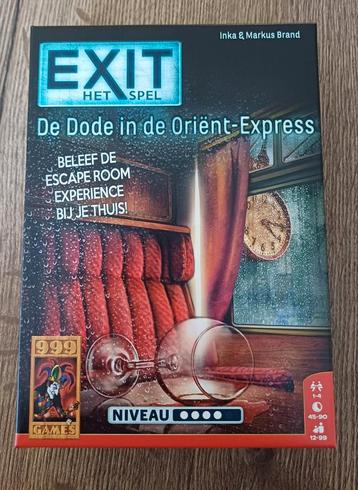 Inka & Markus Brand
EXIT
HET SPEL
De Dode in de Oriënt-Express
BELEEF DE
ESCAPE ROOM
EXPERIENCE
BIJ JE THUIS!
999
GAMES
NIVEAU
1-4
45-90
12-99